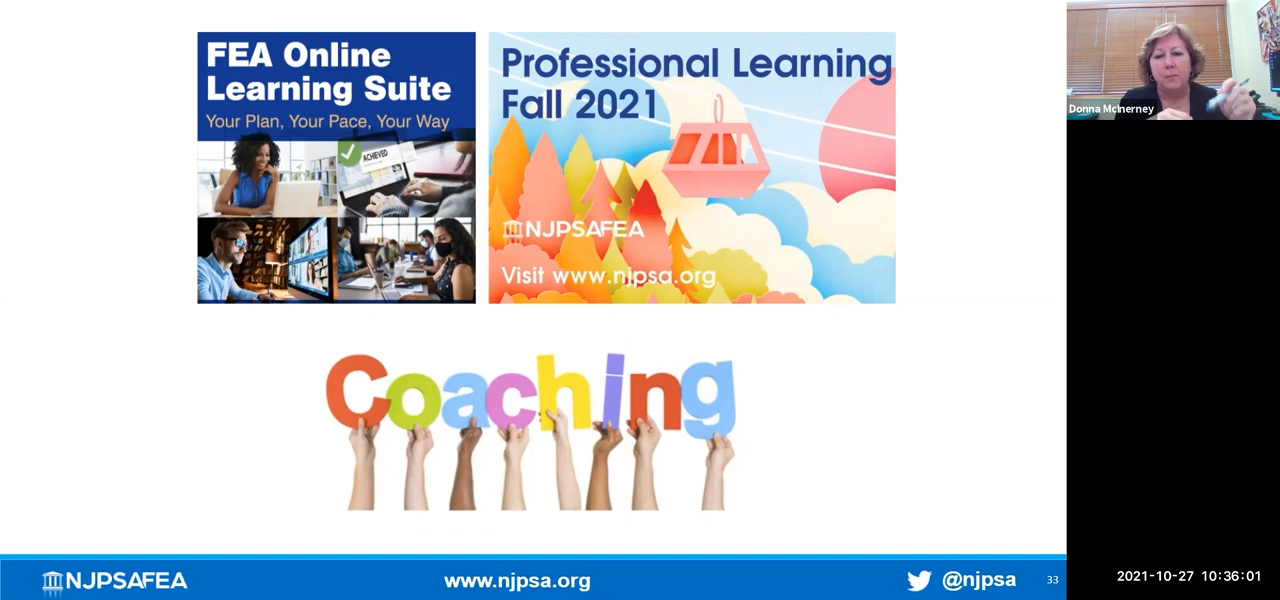 FEA Online
Learning Suite
Your Plan, Your Pace, Your Way
ACHIEVED
Professional Learning
Fall 2021
NJPSAFEA
Visit www.njpsa.org
Coaching
NJPSAFEA
www.njpsa.org
@njpsa
33
Donna McInerney
2021-10-27 10:36:01